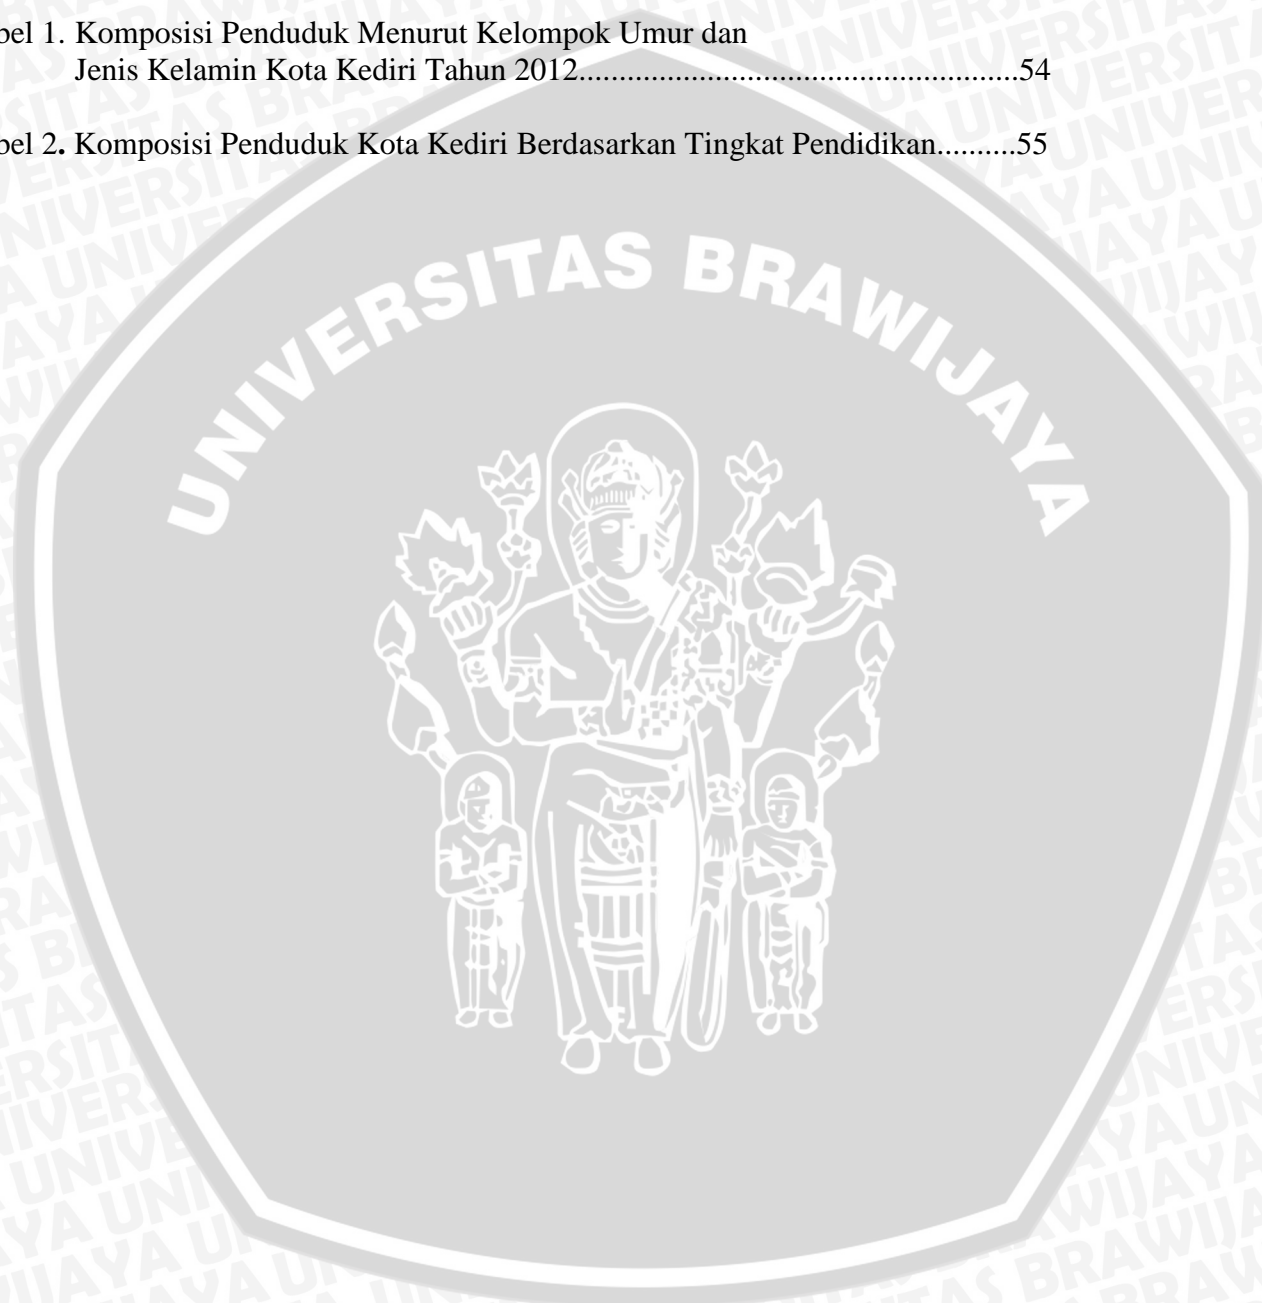 bel 1. Komposisi Penduduk Menurut Kelompok Umur dan
Jenis Kelamin Kota Kediri Tahun 2012......................................................54
bel 2. Komposisi Penduduk Kota Kediri Berdasarkan Tingkat Pendidikan..........55
UNIVERSITAS BRAWIJAYA